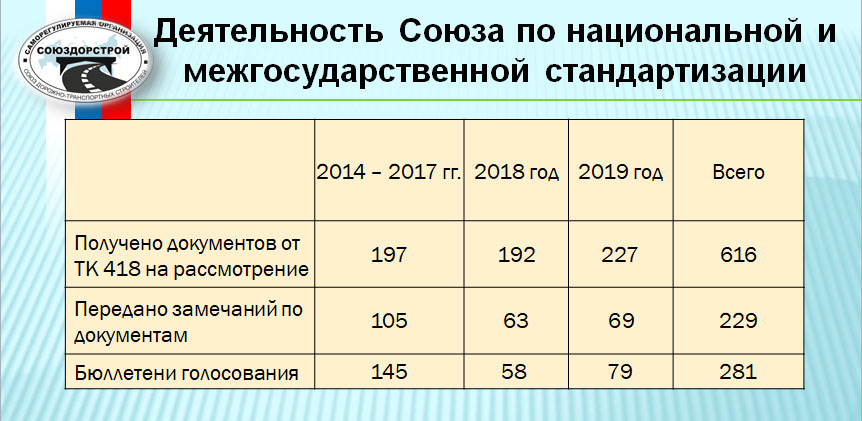 Деятельность Союза по национальной и
межгосударственной стандартизации
САМОРЕГУЛИРУЕМАЯ ОРГАНИЗАЦИЯ
СОЮЗДОРСТРОЙ
СОЮЗ ДОРОЖНО-ТРАНСПОРТНЫХ СТРОИТЕЛЕЙ
2014 – 2017 гг. 2018 год 2019 год Всего
Получено документов от
ТК 418 на рассмотрение 197 192 227 616
Передано замечаний по
документам 105 63 69 229
Бюллетени голосования 145 58 79 281